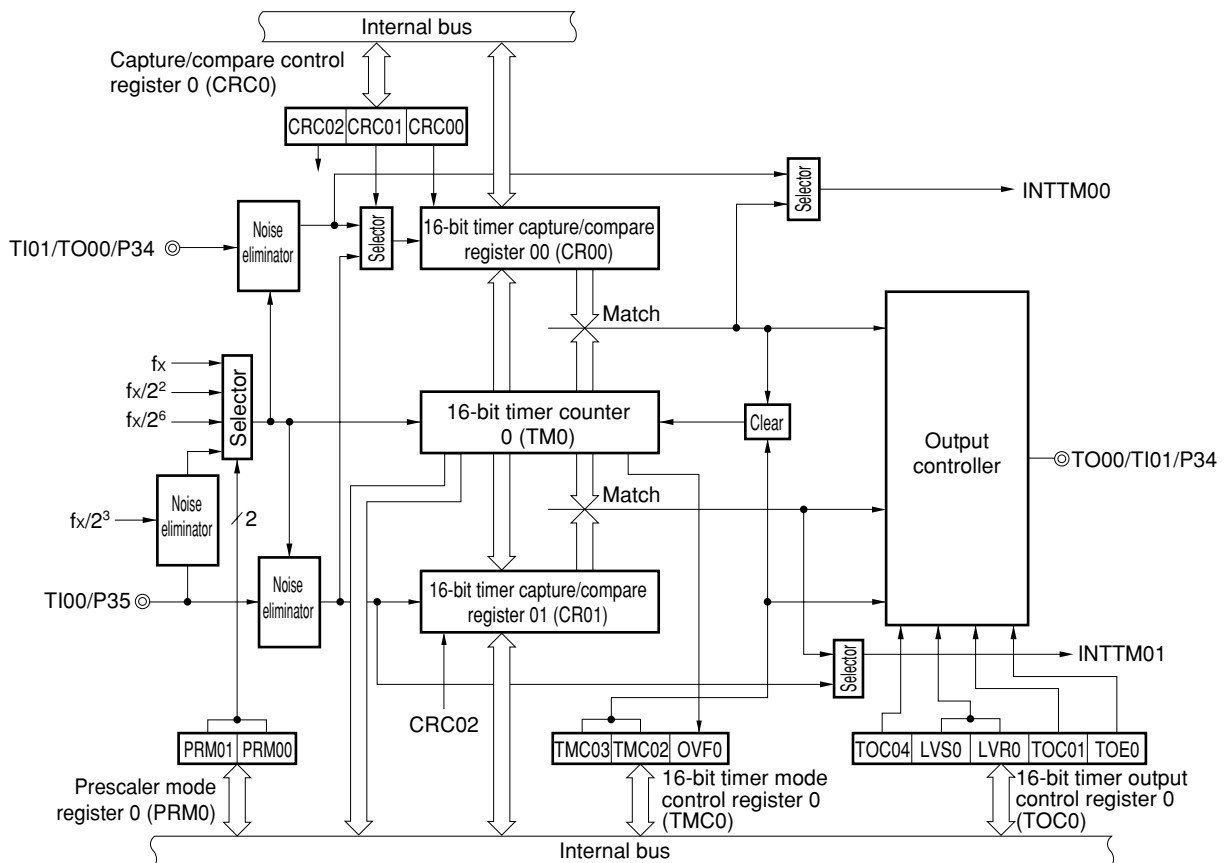 Internal bus
Capture/compare control
register 0 (CRC0)
CRC02 CRC01 CRC00
Selector
INTTM00
TI01/TO00/P34
Noise
eliminator
Selector
16-bit timer capture/compare
register 00 (CR00)
Match
fX
fX/2²
fX/2⁶
Selector
16-bit timer counter
0 (TM0)
Clear
Output
controller
TO00/TI01/P34
fX/2³
Noise
eliminator
2
Match
TI00/P35
Noise
eliminator
16-bit timer capture/compare
register 01 (CR01)
Selector
INTTM01
CRC02
PRM01 PRM00
TMC03 TMC02 OVF0
TOC04 LVS0 LVR0 TOC01 TOE0
Prescaler mode
register 0 (PRM0)
16-bit timer mode
control register 0
(TMC0)
16-bit timer output
control register 0
(TOC0)
Internal bus